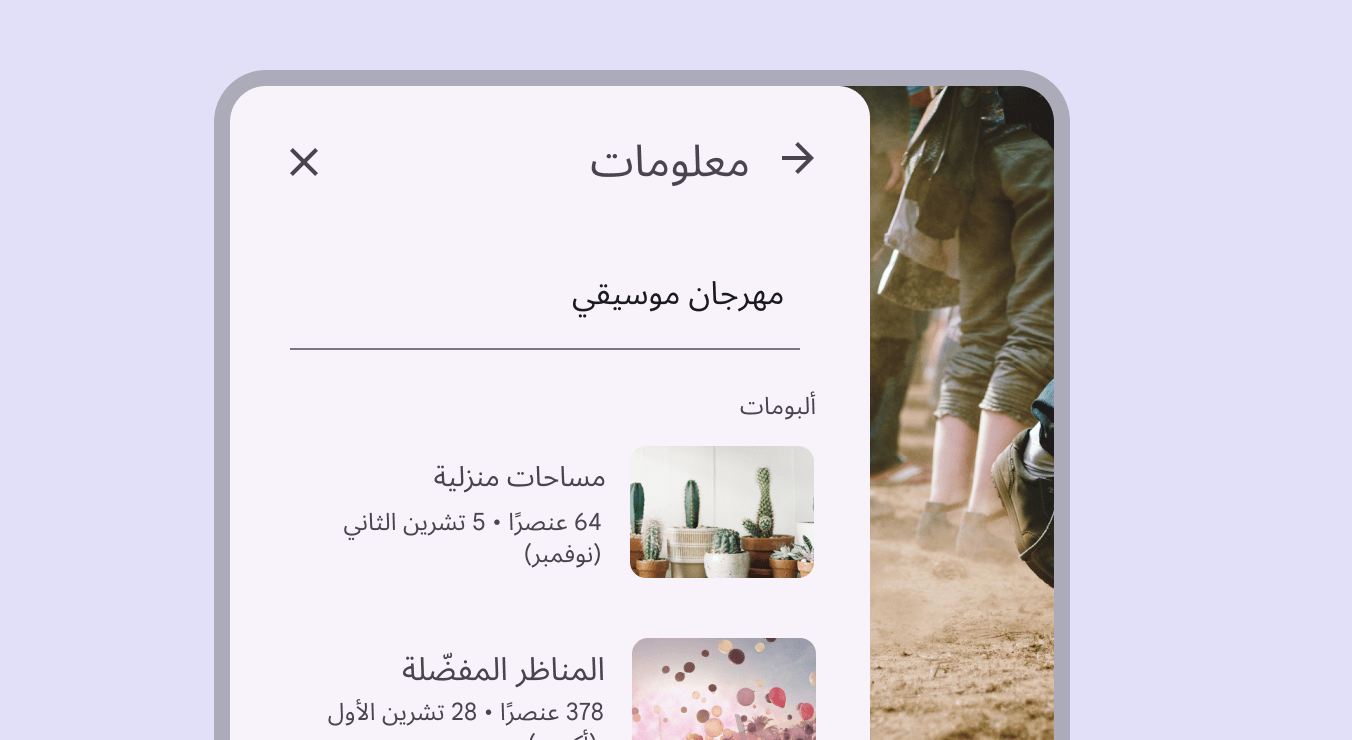 معلومات
مهرجان موسيقي
ألبومات
مساحات منزلية
64 عنصرًا • 5 تشرين الثاني
(نوفمبر)
المناظر المفضّلة
378 عنصرًا • 28 تشرين الأول